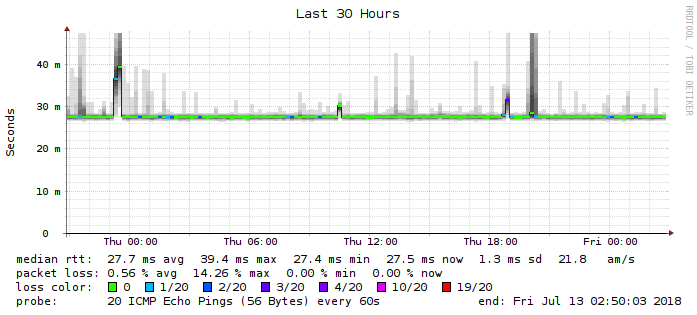 Last 30 Hours
RRDTOOL / TOBI OETIKER
Seconds
40 m
30 m
20 m
10 m
0
Thu 00:00 Thu 06:00 Thu 12:00 Thu 18:00 Fri 00:00
median rtt: 27.7 ms avg 39.4 ms max 27.4 ms min 27.5 ms now 1.3 ms sd 21.8 am/s
packet loss: 0.56 % avg 14.26 % max 0.00 % min 0.00 % now
loss color: 0 1/20 2/20 3/20 4/20 10/20 19/20
probe: 20 ICMP Echo Pings (56 Bytes) every 60s end: Fri Jul 13 02:50:03 2018